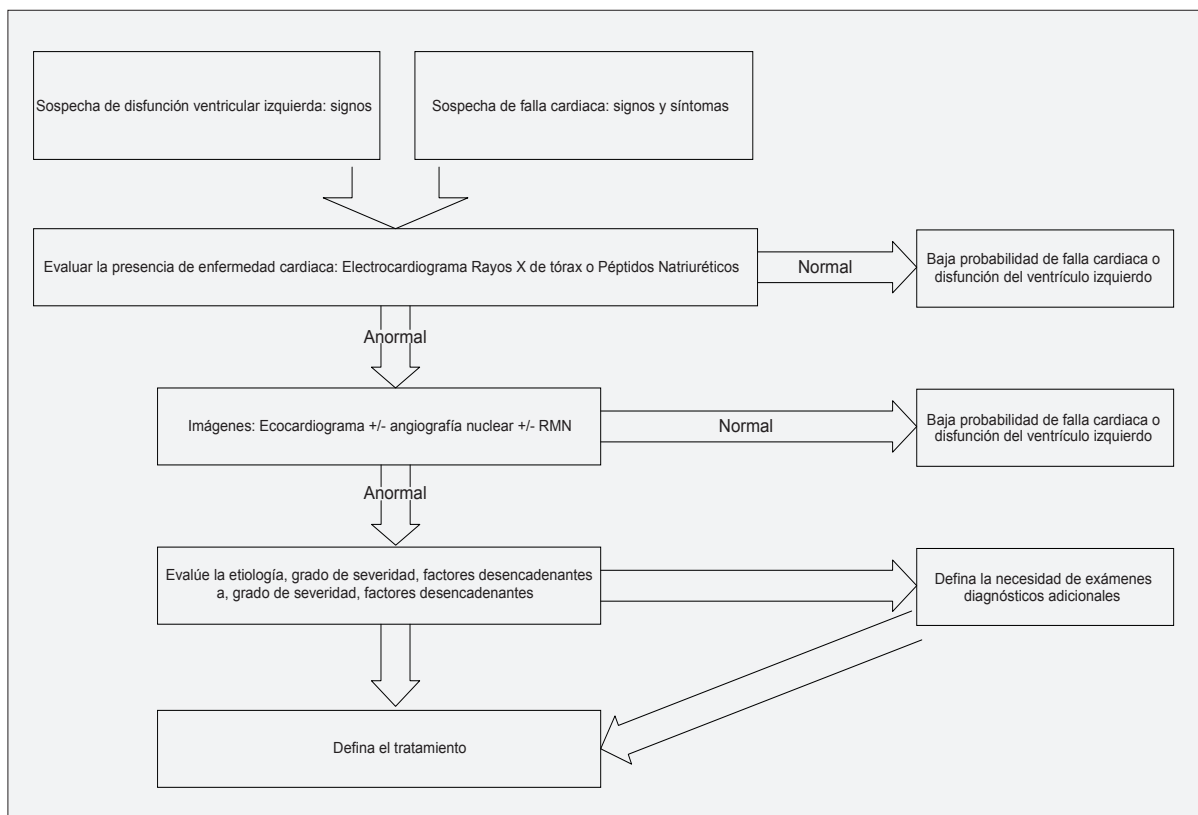 Sospecha de disfunción ventricular izquierda: signos
Sospecha de falla cardiaca: signos y síntomas
Evaluar la presencia de enfermedad cardiaca: Electrocardiograma Rayos X de tórax o Péptidos Natriuréticos
Normal
Baja probabilidad de falla cardiaca o
disfunción del ventrículo izquierdo
Anormal
Imágenes: Ecocardiograma +/- angiografía nuclear +/- RMN
Normal
Baja probabilidad de falla cardiaca o
disfunción del ventrículo izquierdo
Anormal
Evalúe la etiología, grado de severidad, factores desencadenantes
a, grado de severidad, factores desencadenantes
Defina la necesidad de exámenes
diagnósticos adicionales
Defina el tratamiento